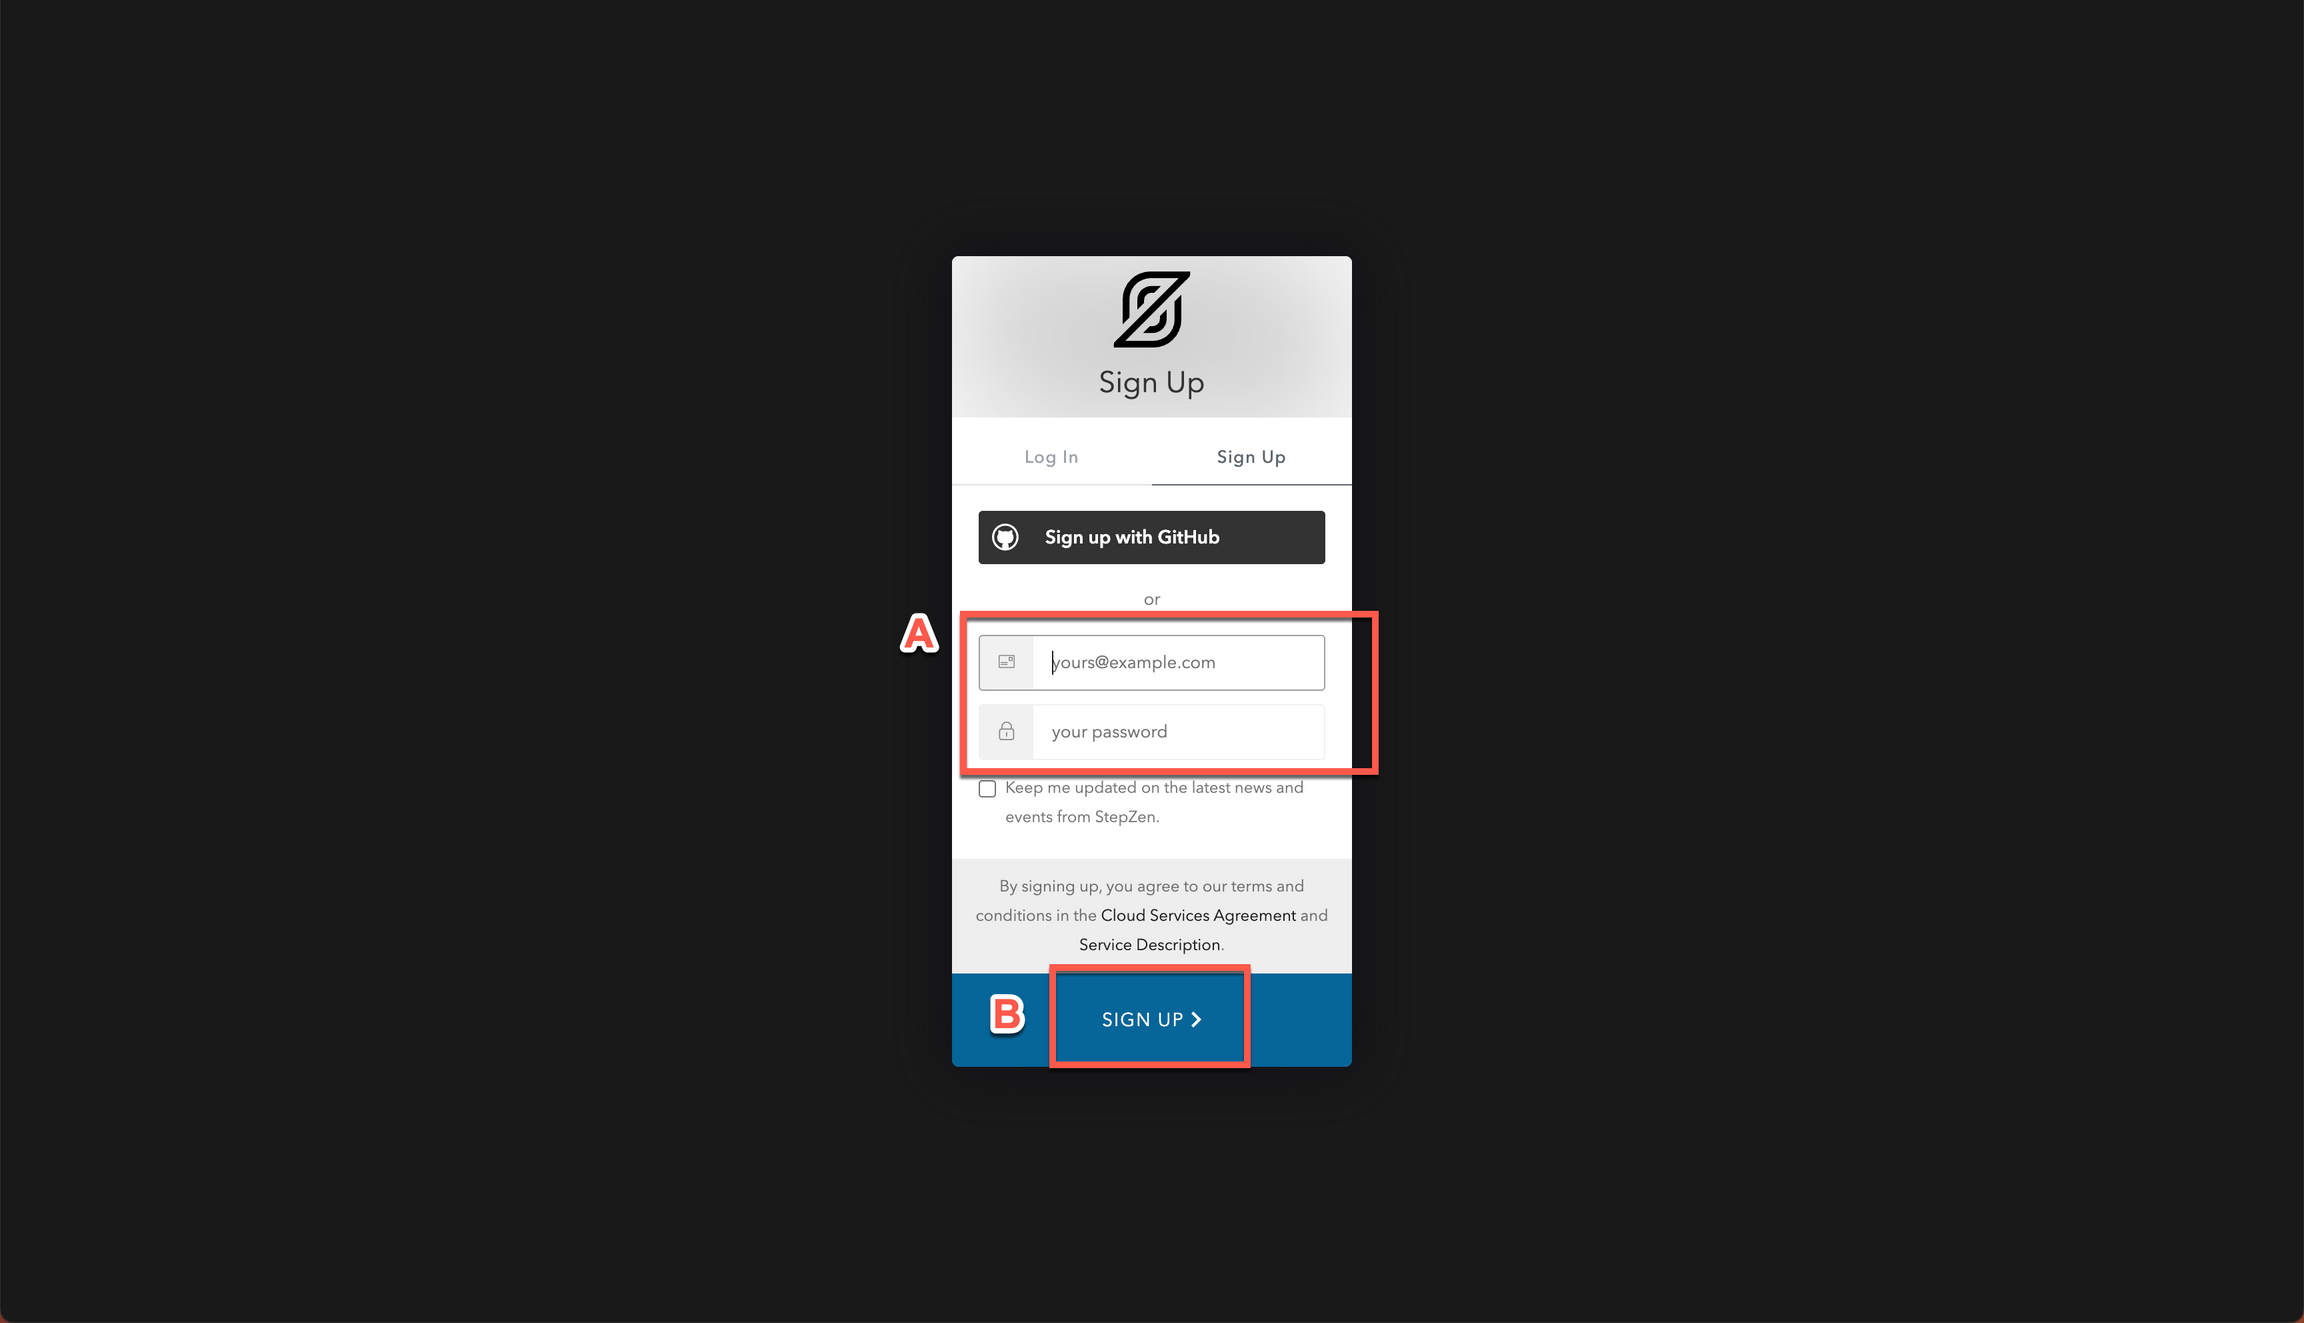 Sign Up
Log In
Sign Up
Sign up with GitHub
or
A
yours@example.com
your password
Keep me updated on the latest news and
events from StepZen.
By signing up, you agree to our terms and
conditions in the Cloud Services Agreement and
Service Description.
B
SIGN UP